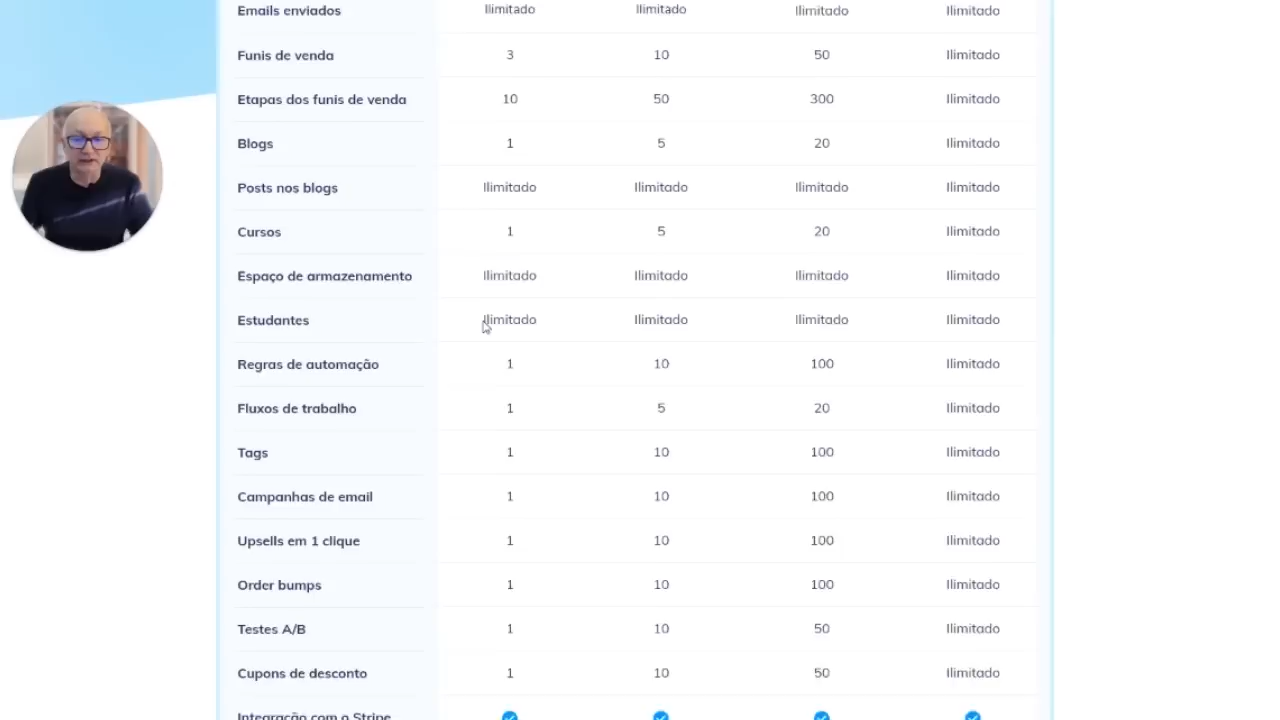 Emails enviados Ilimitado Ilimitado Ilimitado Ilimitado
Funis de venda 3 10 50 Ilimitado
Etapas dos funis de venda 10 50 300 Ilimitado
Blogs 1 5 20 Ilimitado
Posts nos blogs Ilimitado Ilimitado Ilimitado Ilimitado
Cursos 1 5 20 Ilimitado
Espaço de armazenamento Ilimitado Ilimitado Ilimitado Ilimitado
Estudantes Ilimitado Ilimitado Ilimitado Ilimitado
Regras de automação 1 10 100 Ilimitado
Fluxos de trabalho 1 5 20 Ilimitado
Tags 1 10 100 Ilimitado
Campanhas de email 1 10 100 Ilimitado
Upsells em 1 clique 1 10 100 Ilimitado
Order bumps 1 10 100 Ilimitado
Testes A/B 1 10 50 Ilimitado
Cupons de desconto 1 10 50 Ilimitado
Integração com o Stripe